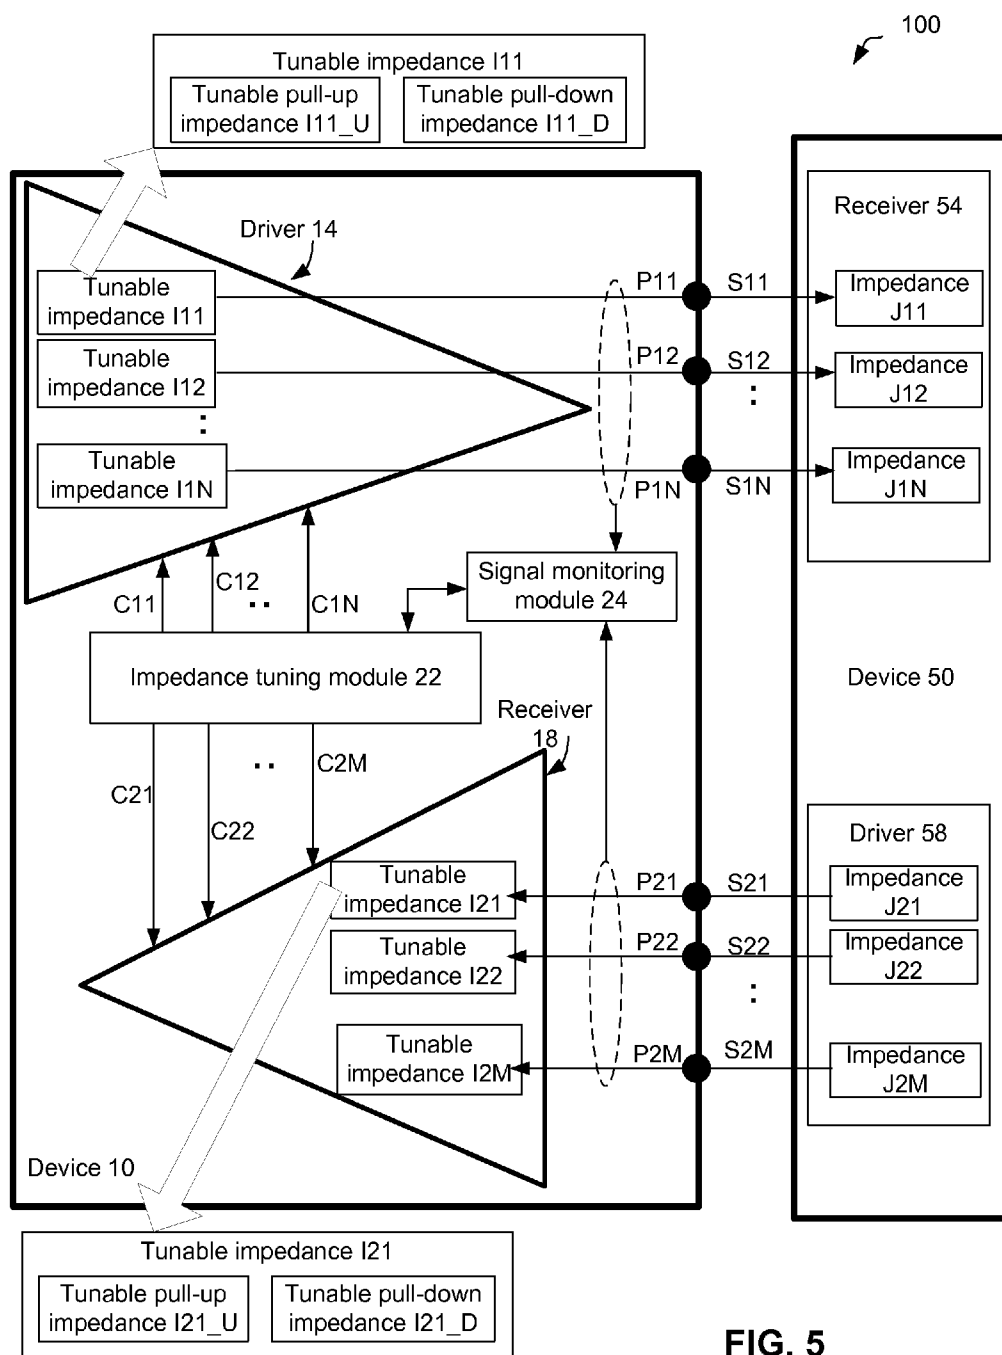 100
Tunable impedance I11
Tunable pull-up
impedance I11_U
Tunable pull-down
impedance I11_D
Driver 14
Tunable
impedance I11
Tunable
impedance I12
:
Tunable
impedance I1N
P11
P12
P1N
S11
S12
:
S1N
Receiver 54
Impedance
J11
Impedance
J12
Impedance
J1N
C11
C12
..
C1N
Signal monitoring
module 24
Impedance tuning module 22
Device 50
Receiver
18
C21
C22
..
C2M
Tunable
impedance I21
Tunable
impedance I22
Tunable
impedance I2M
P21
P22
P2M
S21
S22
:
S2M
Driver 58
Impedance
J21
Impedance
J22
Impedance
J2M
Device 10
Tunable impedance I21
Tunable pull-up
impedance I21_U
Tunable pull-down
impedance I21_D
FIG. 5